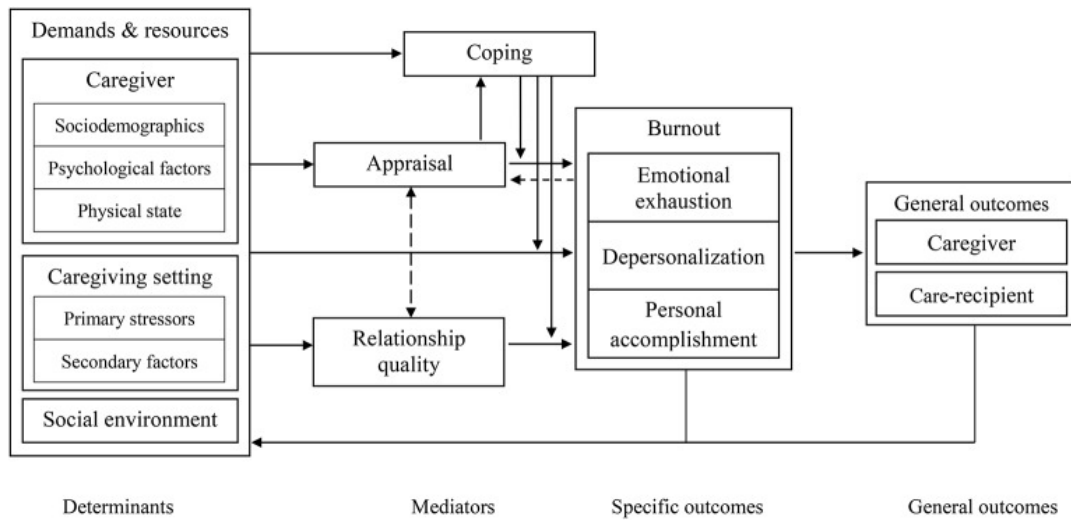 Demands & resources
Caregiver
Sociodemographics
Psychological factors
Physical state
Caregiving setting
Primary stressors
Secondary factors
Social environment
Coping
Appraisal
Relationship
quality
Burnout
Emotional
exhaustion
Depersonalization
Personal
accomplishment
General outcomes
Caregiver
Care-recipient
Determinants
Mediators
Specific outcomes
General outcomes